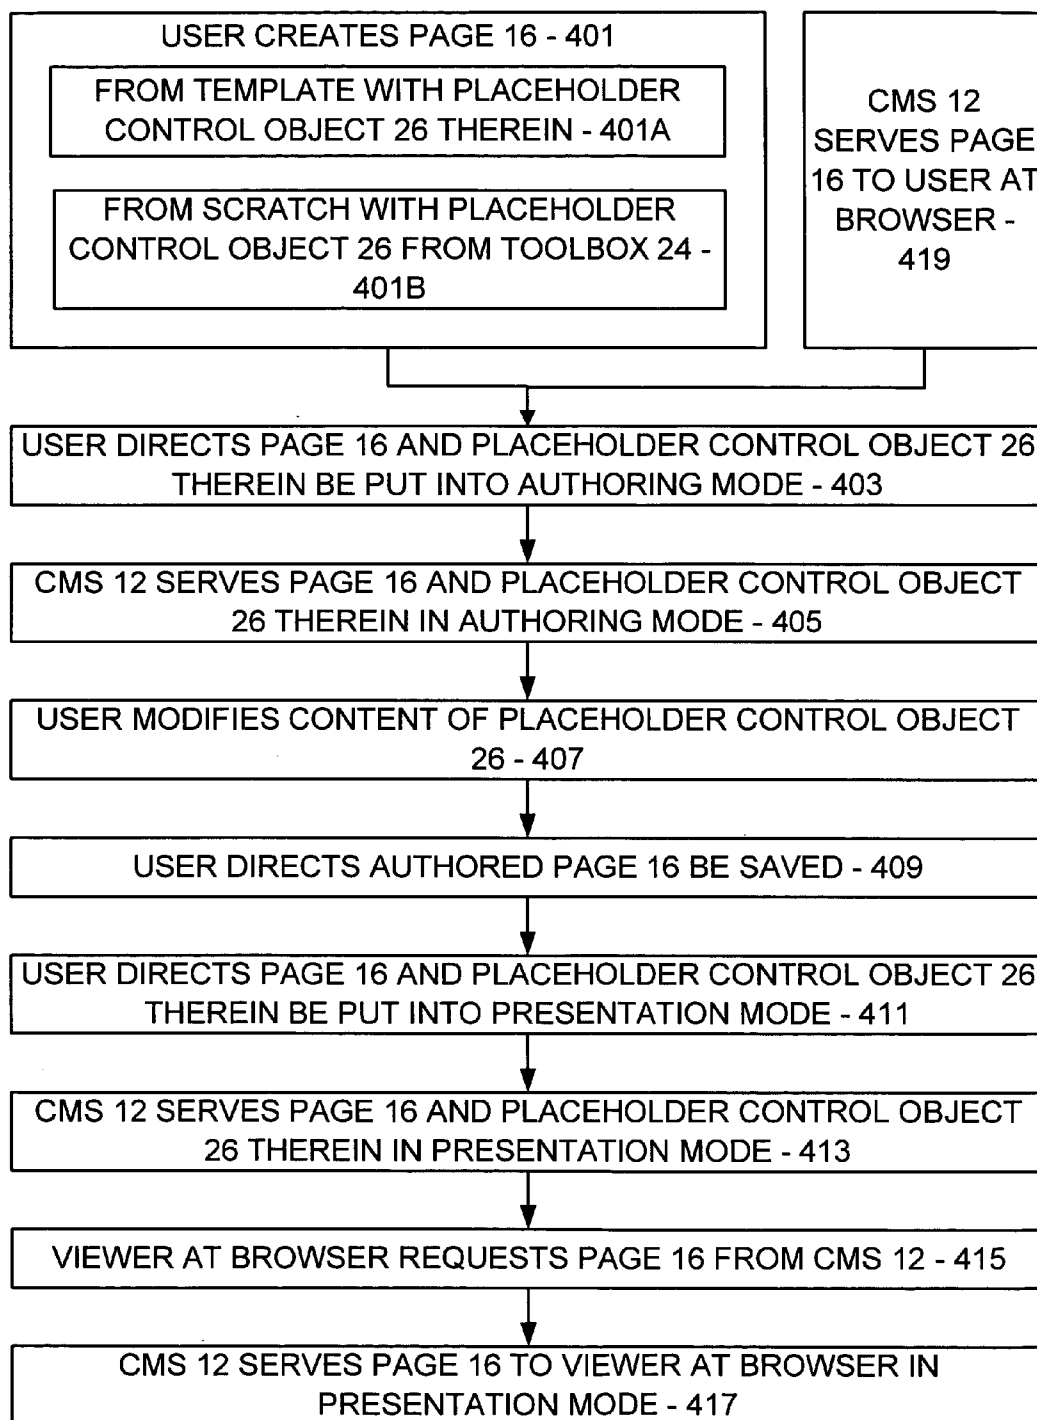 USER CREATES PAGE 16 - 401
FROM TEMPLATE WITH PLACEHOLDER
CONTROL OBJECT 26 THEREIN - 401A
FROM SCRATCH WITH PLACEHOLDER
CONTROL OBJECT 26 FROM TOOLBOX 24 -
401B
CMS 12
SERVES PAGE
16 TO USER AT
BROWSER -
419
USER DIRECTS PAGE 16 AND PLACEHOLDER CONTROL OBJECT 26
THEREIN BE PUT INTO AUTHORING MODE - 403
CMS 12 SERVES PAGE 16 AND PLACEHOLDER CONTROL OBJECT
26 THEREIN IN AUTHORING MODE - 405
USER MODIFIES CONTENT OF PLACEHOLDER CONTROL OBJECT
26 - 407
USER DIRECTS AUTHORED PAGE 16 BE SAVED - 409
USER DIRECTS PAGE 16 AND PLACEHOLDER CONTROL OBJECT 26
THEREIN BE PUT INTO PRESENTATION MODE - 411
CMS 12 SERVES PAGE 16 AND PLACEHOLDER CONTROL OBJECT
26 THEREIN IN PRESENTATION MODE - 413
VIEWER AT BROWSER REQUESTS PAGE 16 FROM CMS 12 - 415
CMS 12 SERVES PAGE 16 TO VIEWER AT BROWSER IN
PRESENTATION MODE - 417